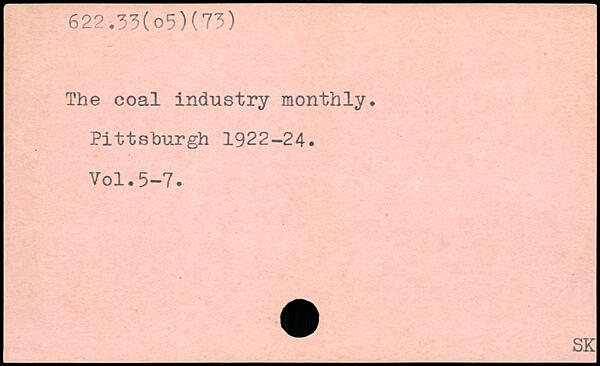 622.33(05)(73)
The coal industry monthly.
Pittsburgh 1922-24.
Vol.5-7.
SK